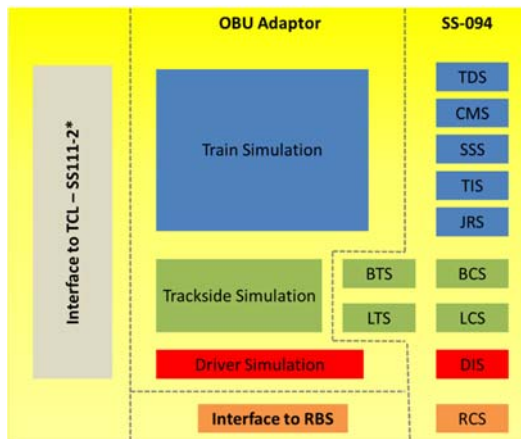 OBU Adaptor
SS-094
Interface to TCL – SS111-2*
Train Simulation
TDS
CMS
SSS
TIS
JRS
Trackside Simulation
BTS
BCS
LTS
LCS
Driver Simulation
DIS
Interface to RBS
RCS